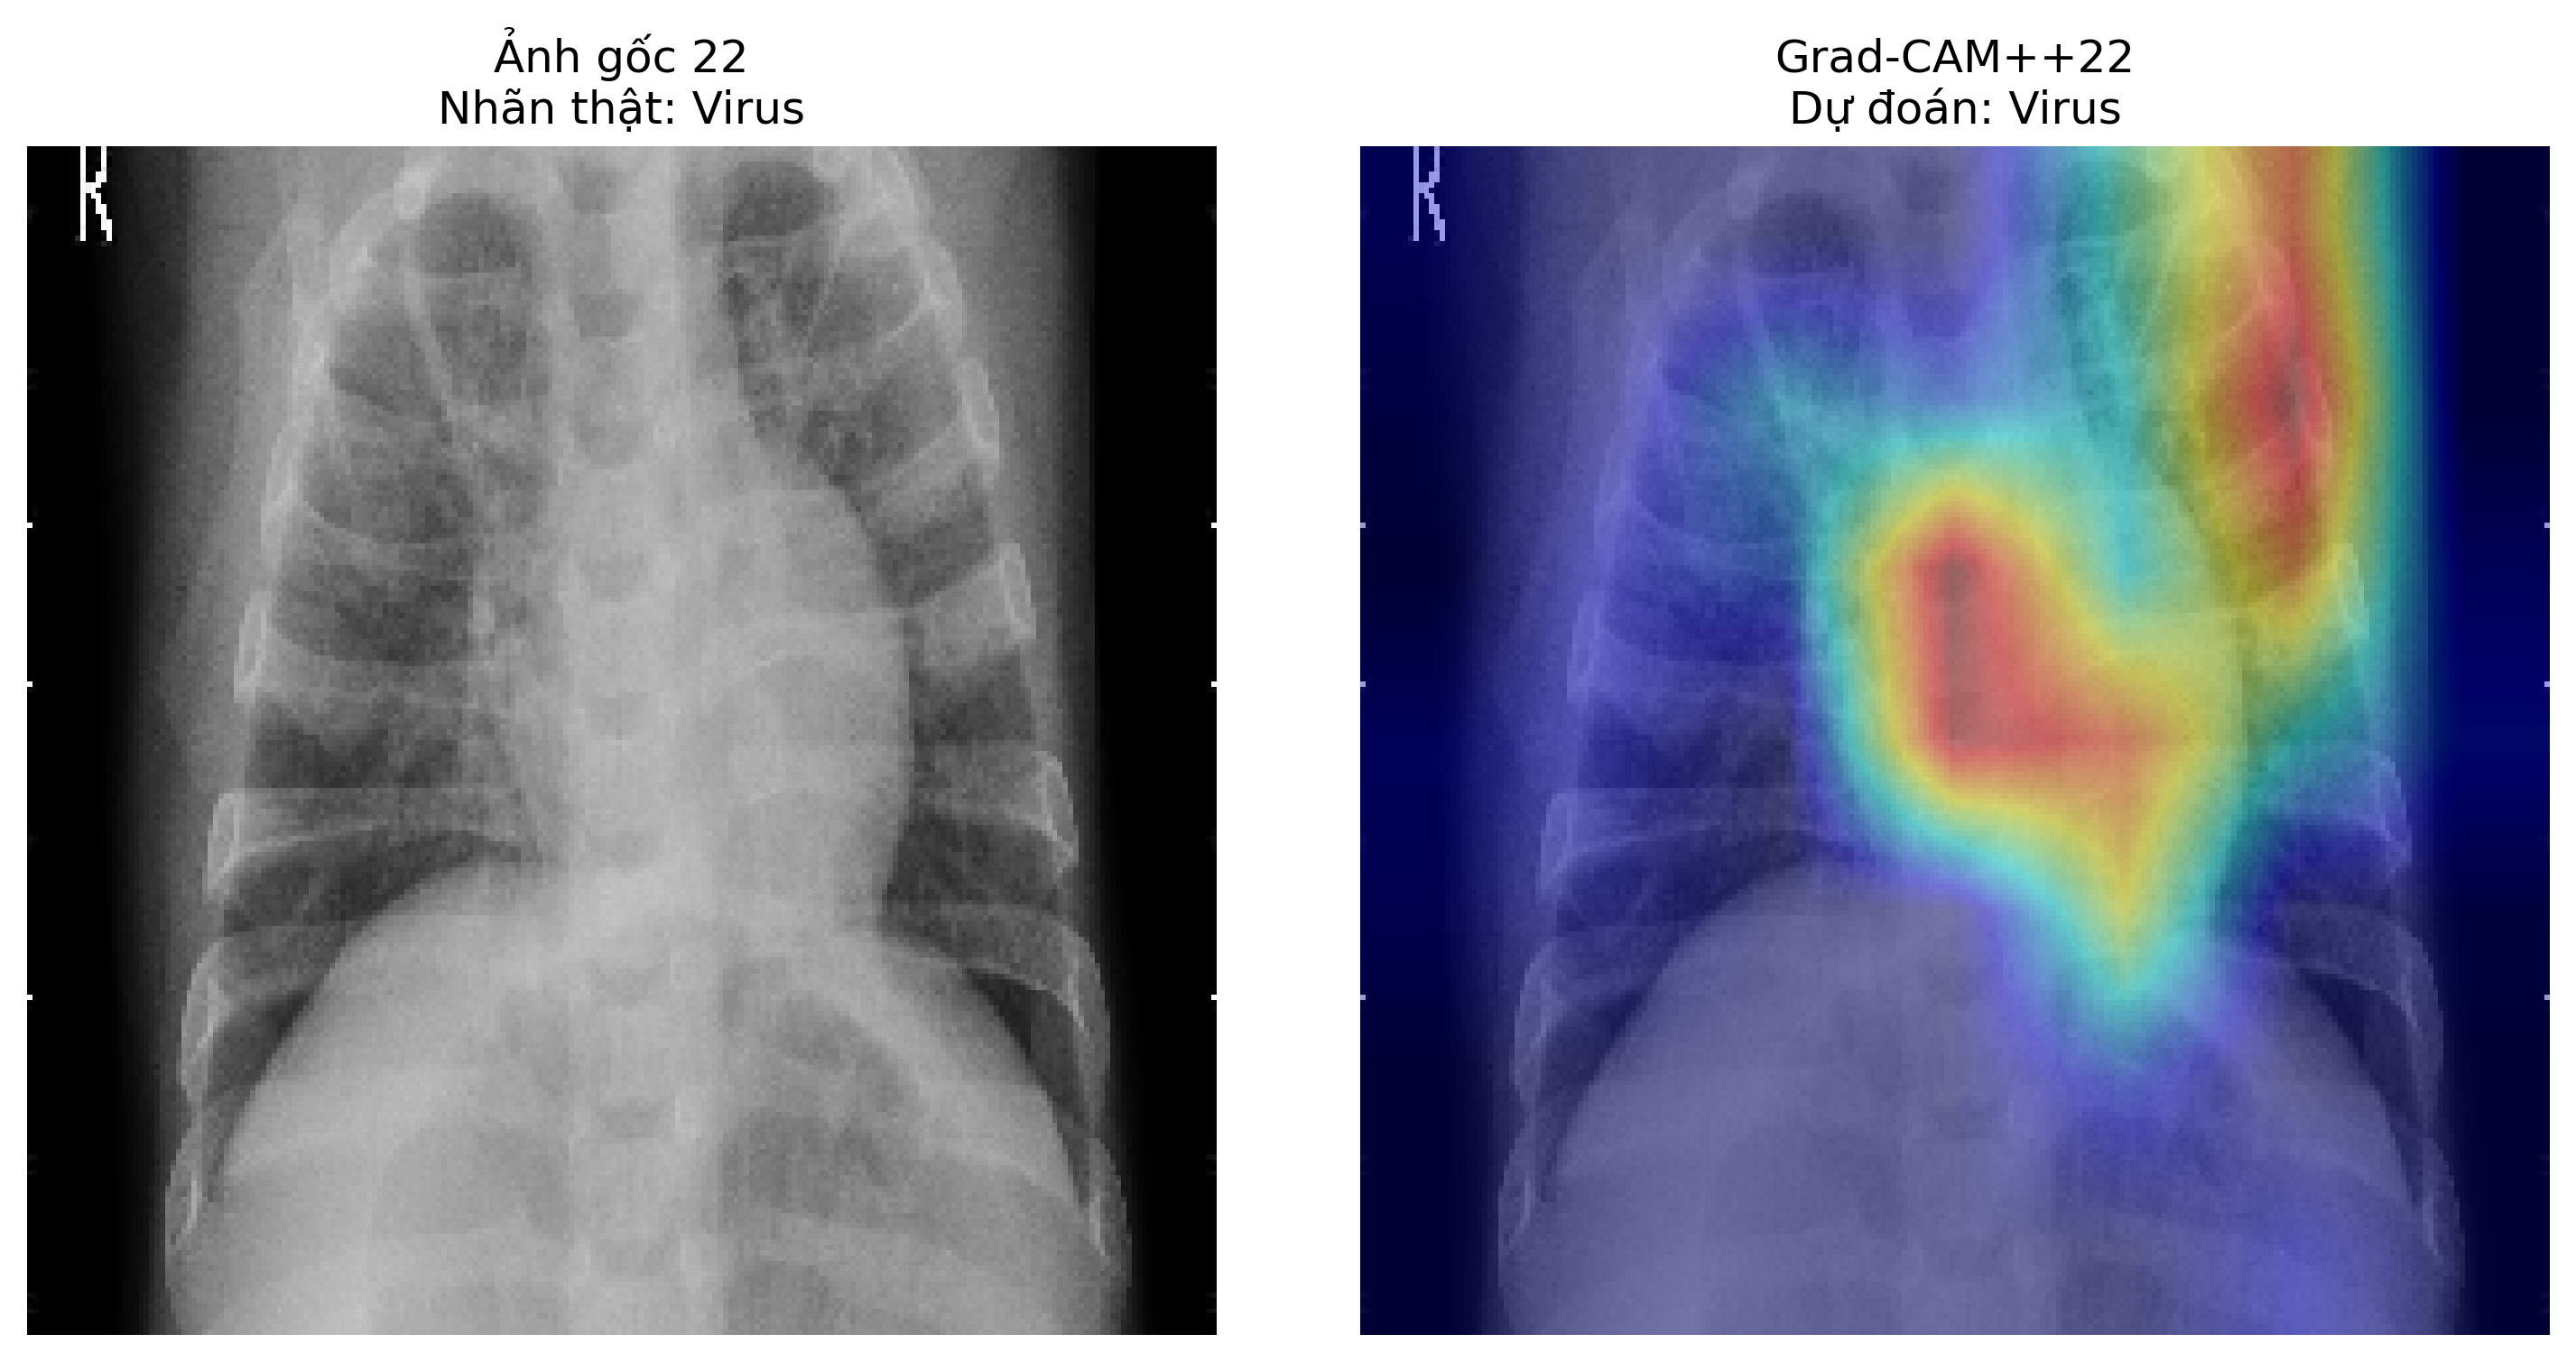 Ảnh gốc 22
Nhãn thật: Virus
Grad-CAM++22
Dự đoán: Virus